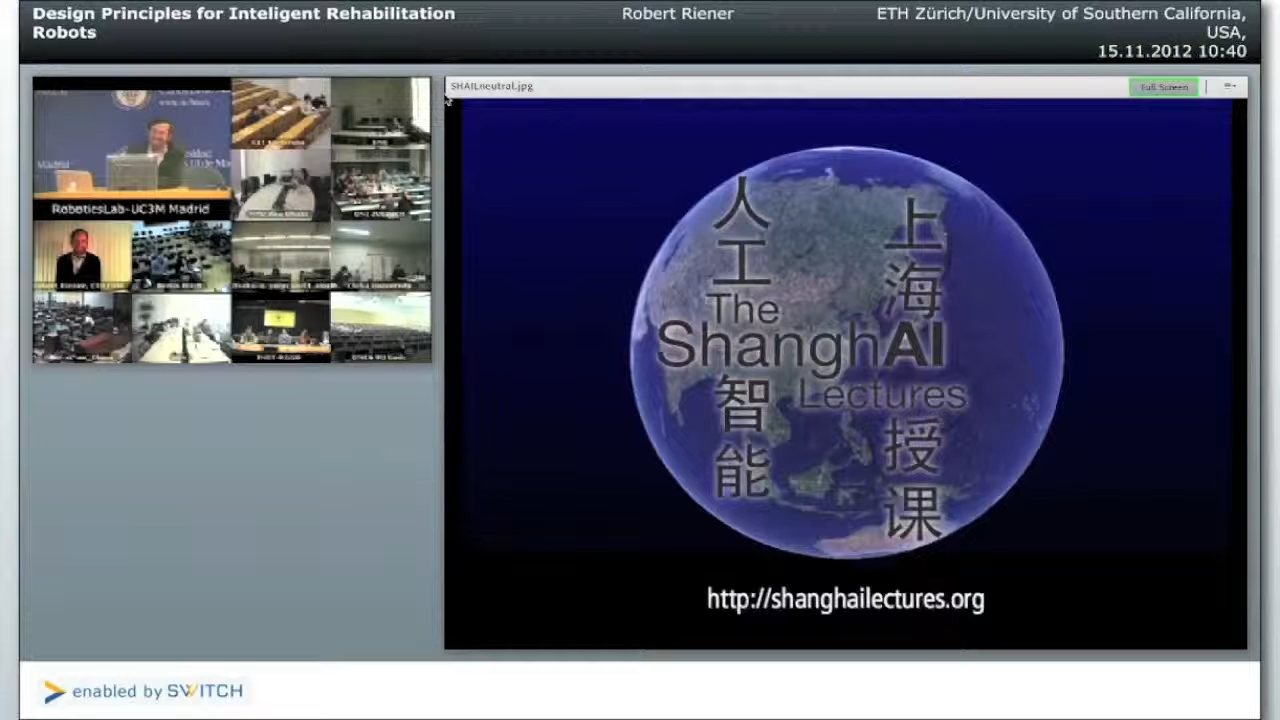 Design Principles for Inteligent Rehabilitation
Robots
Robert Riener
ETH Zürich/University of Southern California,
USA,
15.11.2012 10:40
RoboticsLab-UC3M Madrid
SHAILneutral.jpg
Full Screen
人工智能
上海授课
The
ShanghAI
Lectures
http://shanghailectures.org
enabled by SWITCH